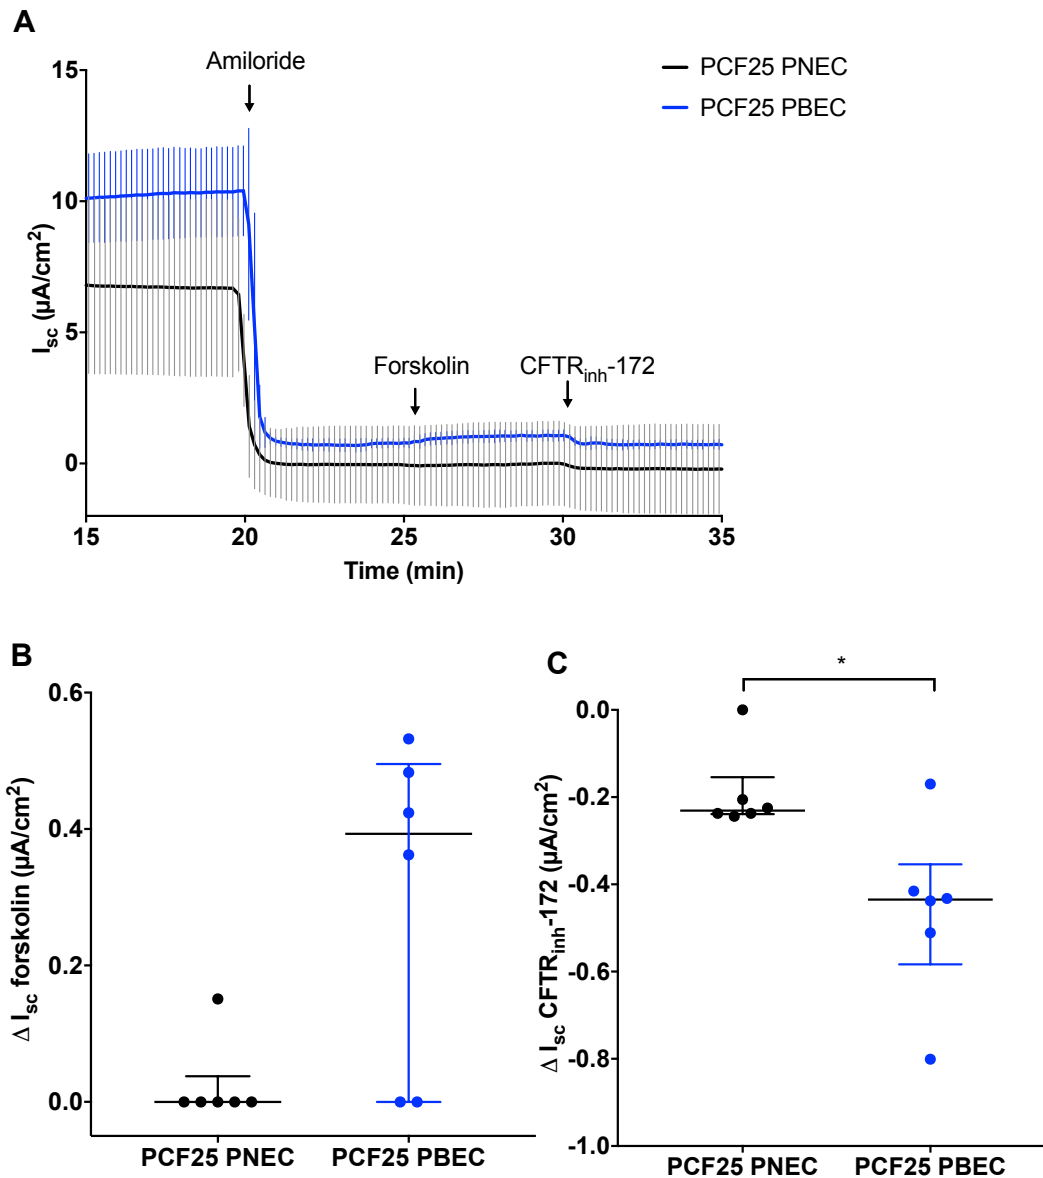 A
Amiloride
PCF25 PNEC
PCF25 PBEC
Forskolin
CFTRinh-172
Isc (µA/cm2)
15
10
5
0
15 20 25 30 35
Time (min)
B
Δ Isc forskolin (µA/cm2)
0.6
0.4
0.2
0.0
PCF25 PNEC PCF25 PBEC
C
*
Δ Isc CFTRinh-172 (µA/cm2)
0.0
-0.2
-0.4
-0.6
-0.8
-1.0
PCF25 PNEC PCF25 PBEC